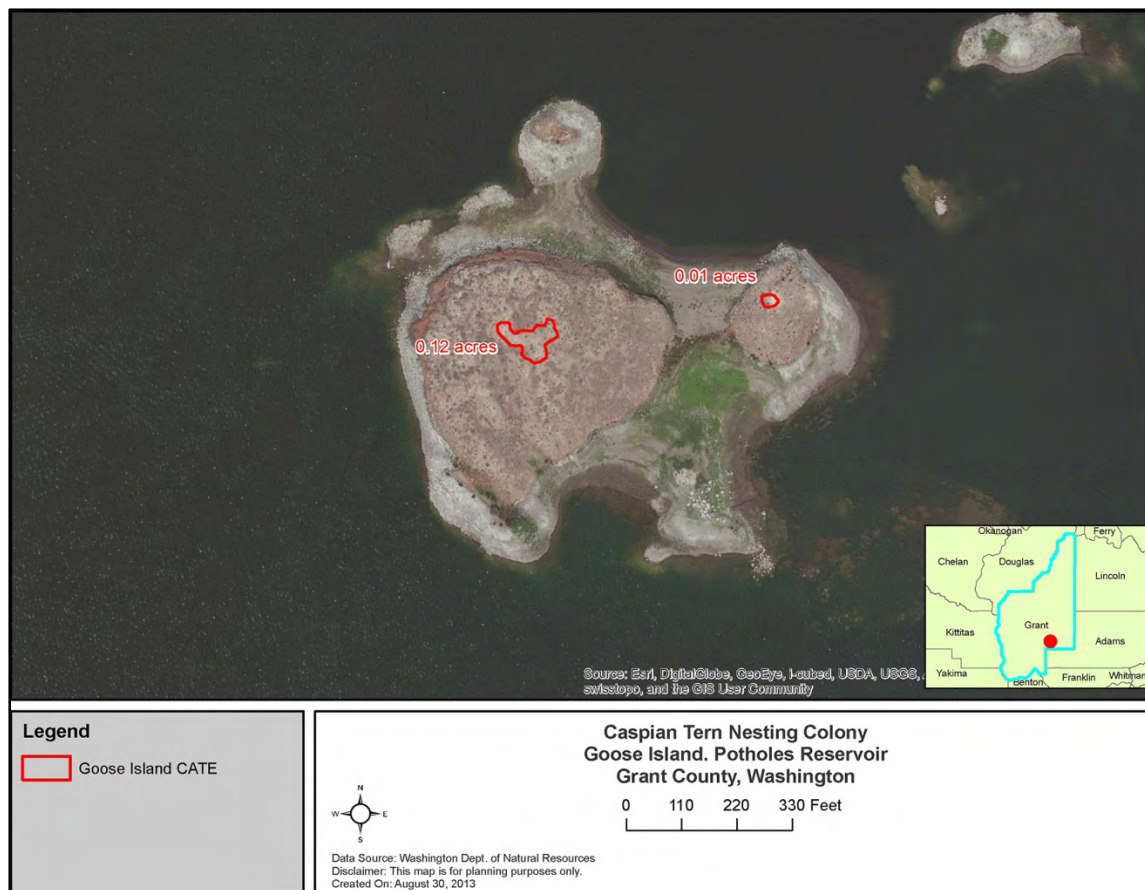 0.01 acres
0.12 acres
Okanogan
Ferry
Chelan
Douglas
Lincoln
Grant
Kittitas
Adams
Yakima
Benton
Franklin
Whitman
Source: Esri, DigitalGlobe, GeoEye, i-cubed, USDA, USGS,
swisstopo, and the GIS User Community
Legend
Goose Island CATE
Caspian Tern Nesting Colony
Goose Island. Potholes Reservoir
Grant County, Washington
N
W E
S
0 110 220 330 Feet
Data Source: Washington Dept. of Natural Resources
Disclaimer: This map is for planning purposes only.
Created On: August 30, 2013